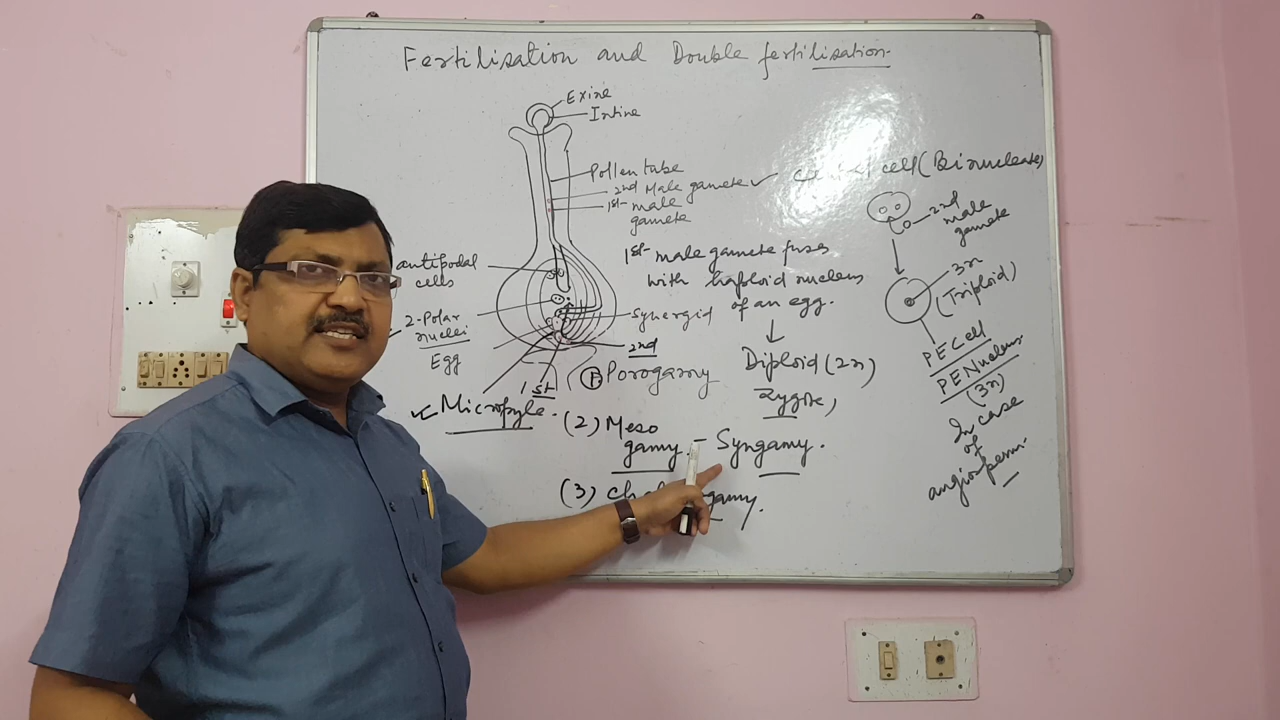 Fertilisation and Double fertilisation.
Exine
Intine
Pollen tube
2nd Male gamete ✓
1st male
gamete
antipodal
cells
2-Polar
nuclei
Egg
Synergid
2nd
1st
✓ Micropyle.
1st male gamete fuses
with haploid nucleus
of an egg.
↓
Diploid (2n)
Zygote,
- Syngamy.
① Porogamy
(2) Meso
gamy.
(3) gamy.
cell (Binucleate)
2nd
male
gamete
3n
(Triploid)
PE Cell
PE Nucleus
(3n)
In case
of
angiosperm.